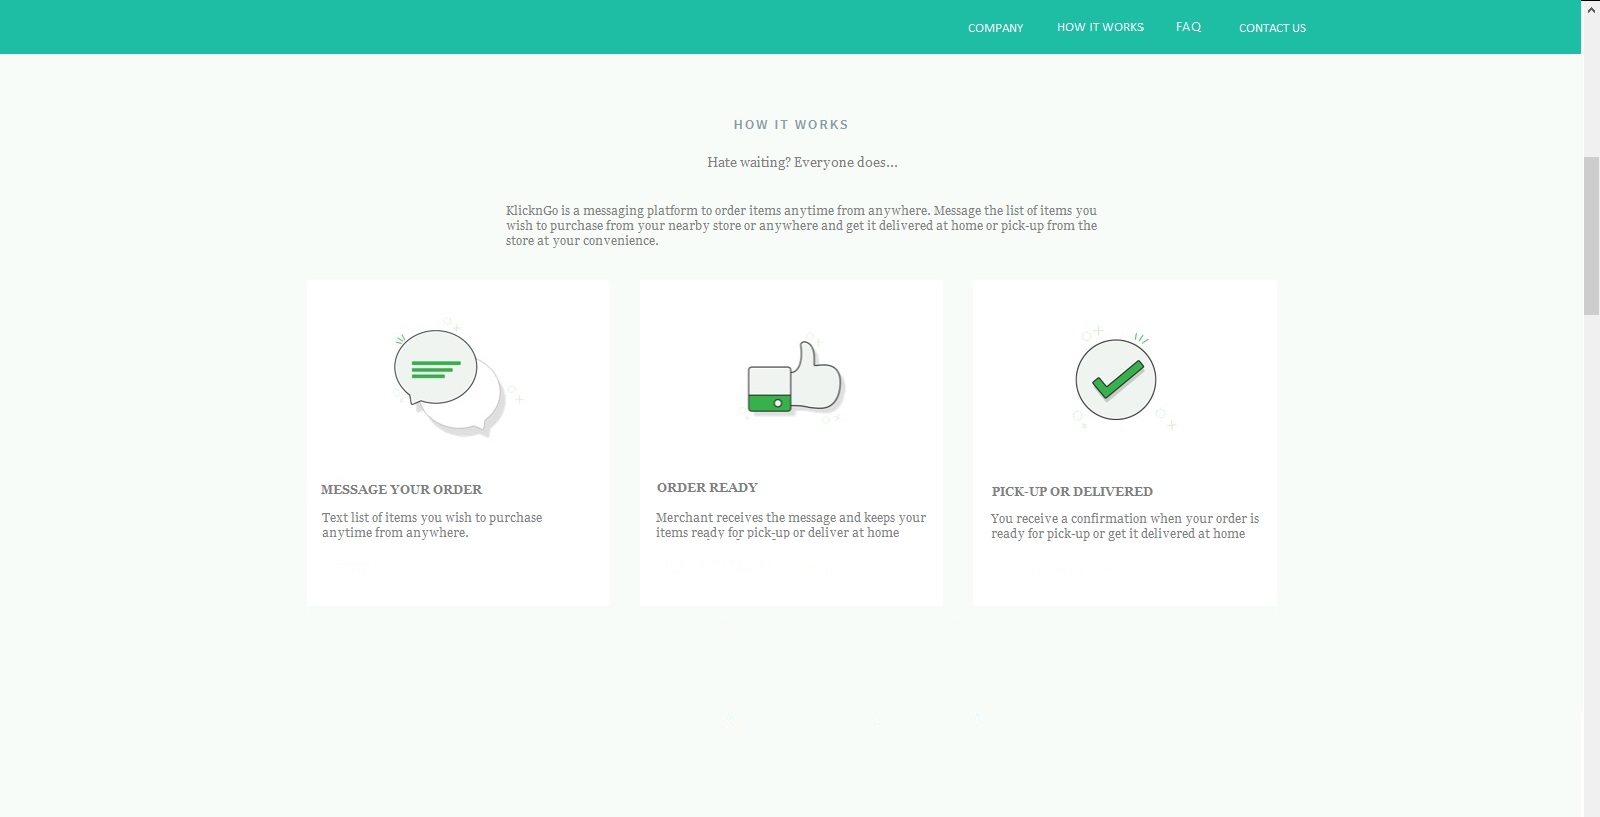 COMPANY HOW IT WORKS FAQ CONTACT US
HOW IT WORKS
Hate waiting? Everyone does...
KlicknGo is a messaging platform to order items anytime from anywhere. Message the list of items you
wish to purchase from your nearby store or anywhere and get it delivered at home or pick-up from the
store at your convenience.
MESSAGE YOUR ORDER
Text list of items you wish to purchase
anytime from anywhere.
ORDER READY
Merchant receives the message and keeps your
items ready for pick-up or deliver at home
PICK-UP OR DELIVERED
You receive a confirmation when your order is
ready for pick-up or get it delivered at home